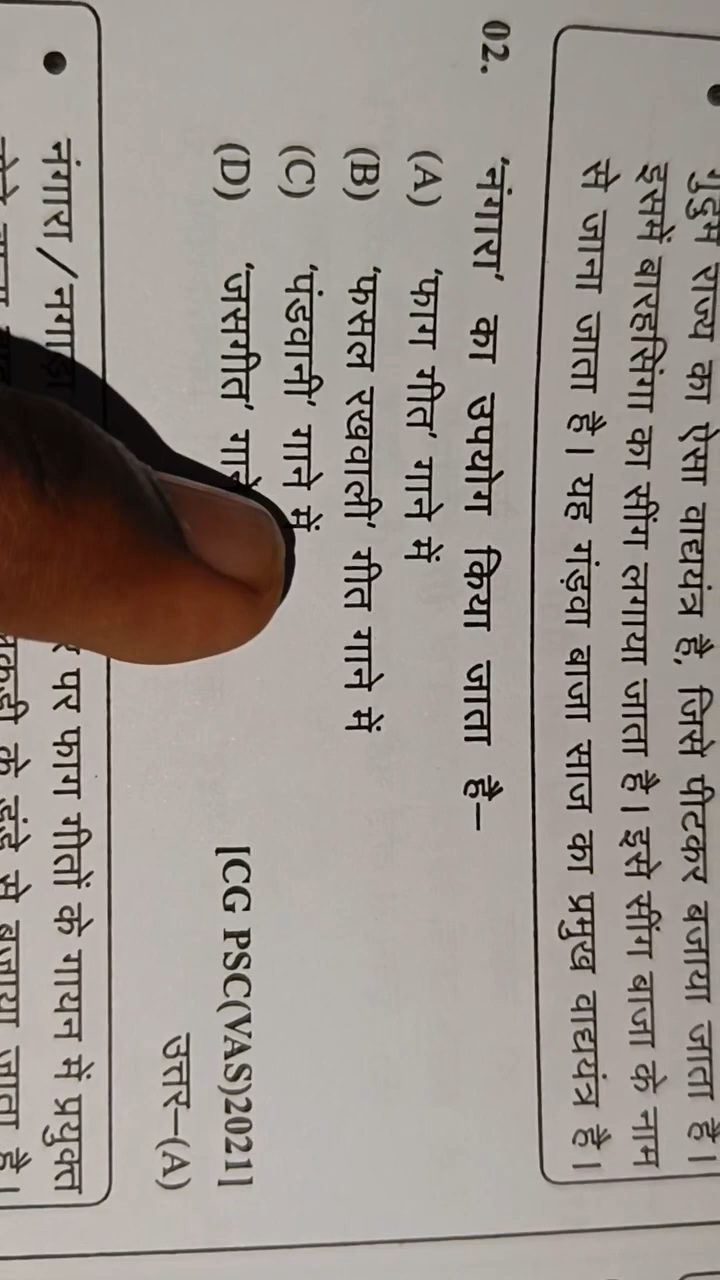 गुदुम राज्य का ऐसा वाद्ययंत्र है, जिसे पीटकर बजाया जाता है।
इसमें बारहसिंगा का सींग लगाया जाता है। इसे सींग बाजा के नाम
से जाना जाता है। यह गंड़वा बाजा साज का प्रमुख वाद्ययंत्र है।
02. 'नंगारा' का उपयोग किया जाता है–
(A) 'फाग गीत' गाने में
(B) 'फसल रखवाली' गीत गाने में
(C) 'पंडवानी' गाने में
(D) 'जसगीत' गाने
[CG PSC(VAS)2021]
उत्तर–(A)
नंगारा/नगाड़ा पर फाग गीतों के गायन में प्रयुक्त
के डंडे से बजाया जाता है।